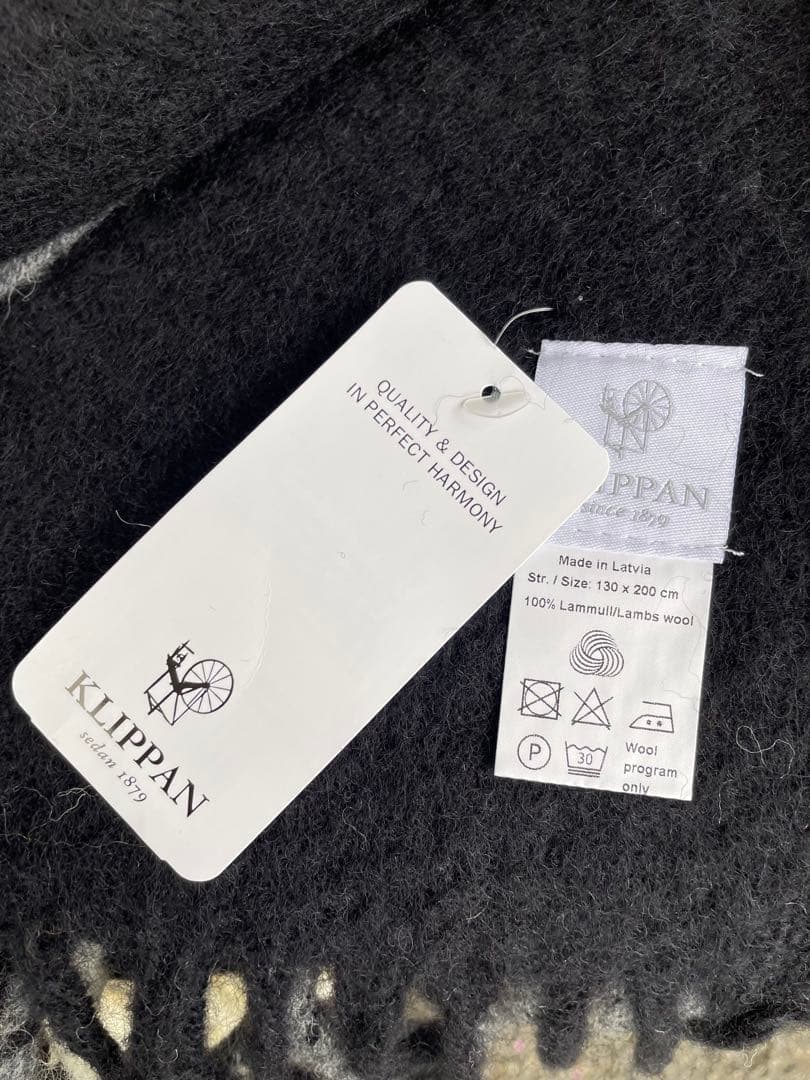 QUALITY & DESIGN
IN PERFECT HARMONY
KLIPPAN
sedan 1879
IPPAN
since 1879
Made in Latvia
Str. / Size: 130 x 200 cm
100% Lammull/Lambs wool
P
30
Wool
program
only